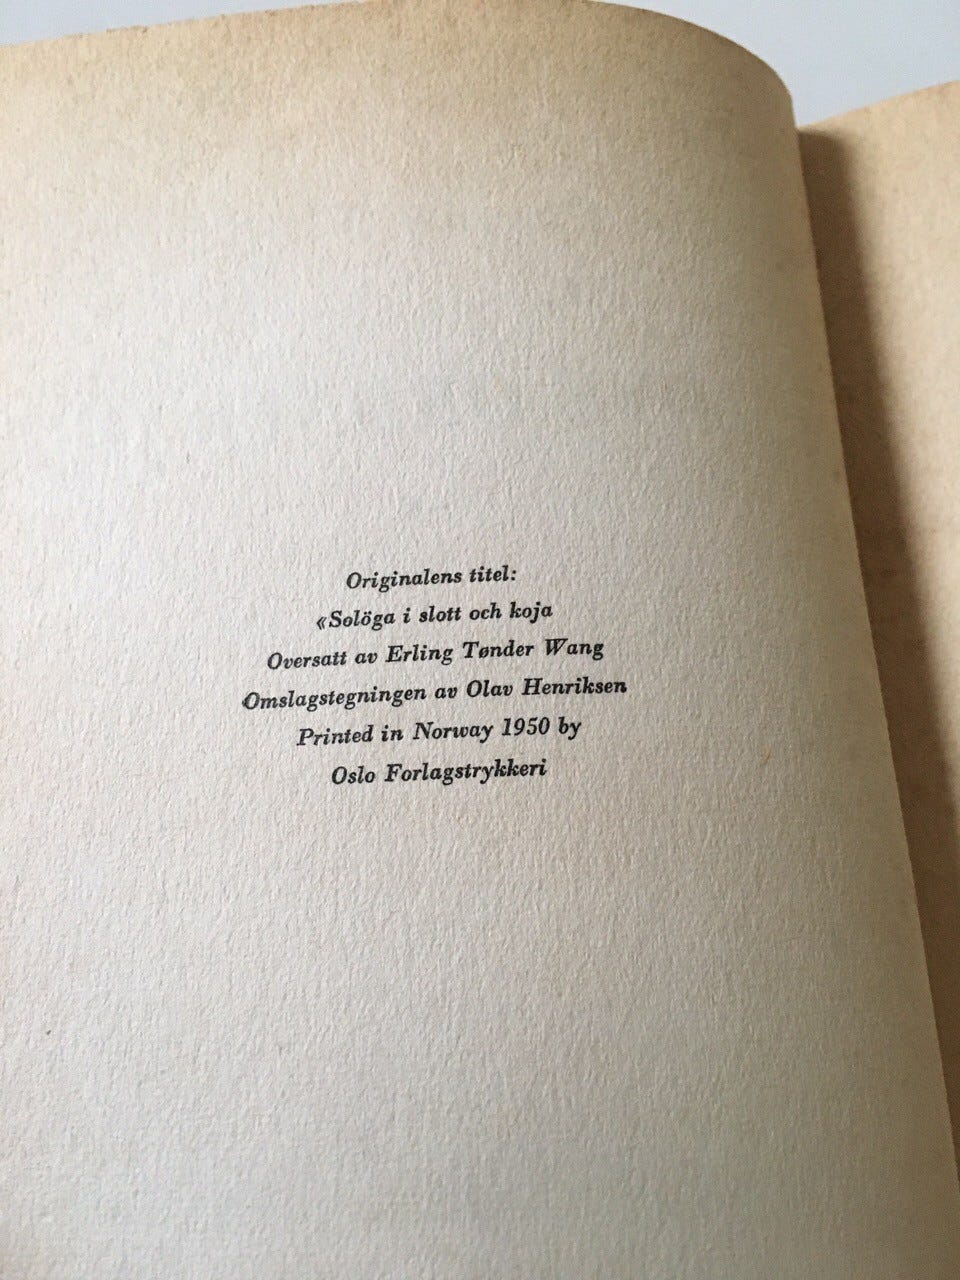 Originalens titel:
«Solöga i slott och koja
Oversatt av Erling Tønder Wang
Omslagstegningen av Olav Henriksen
Printed in Norway 1950 by
Oslo Forlagstrykkeri